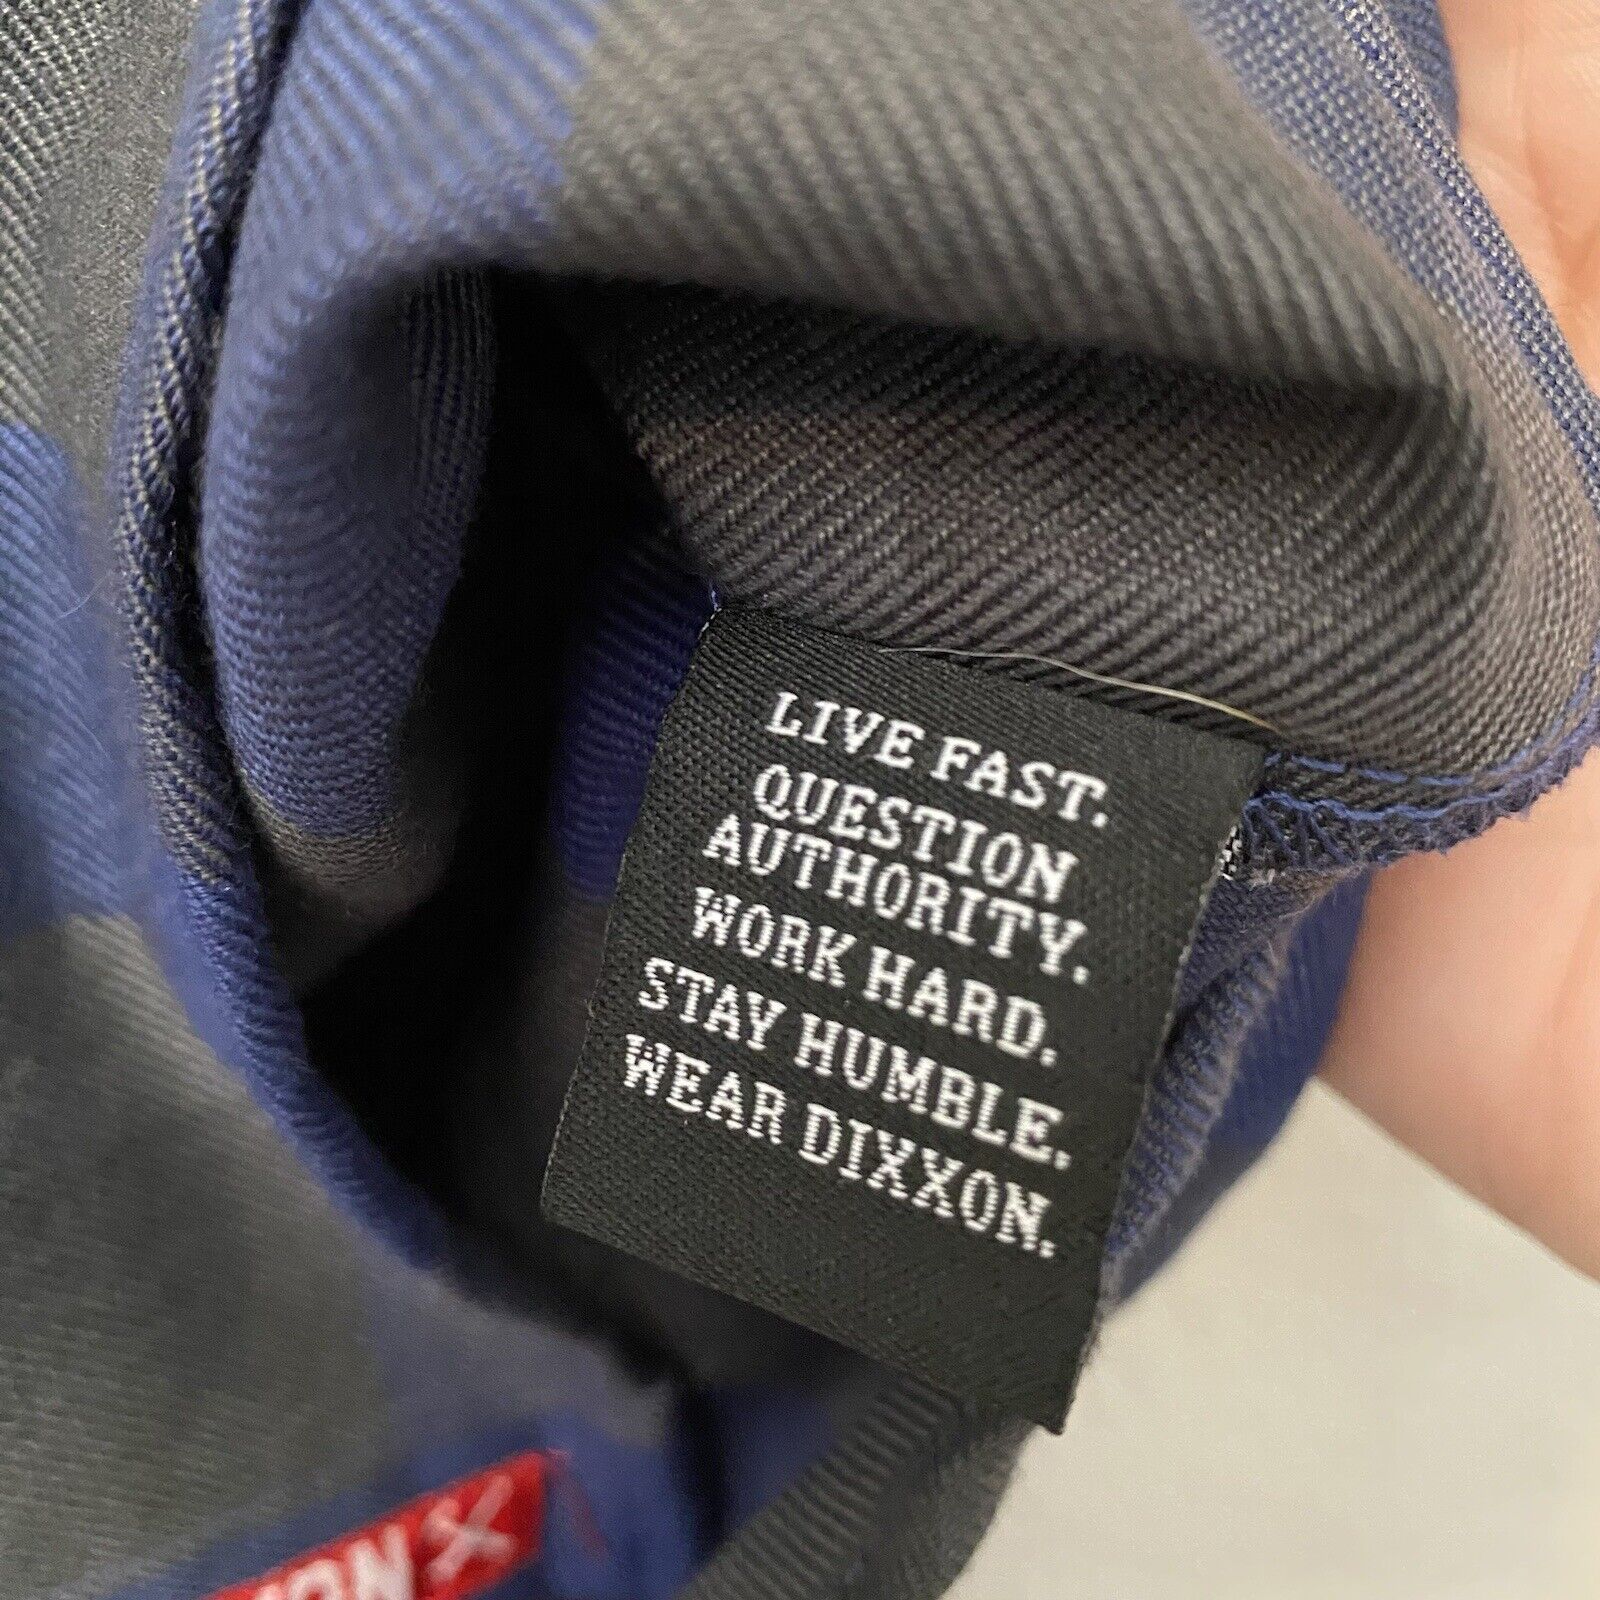 LIVE FAST.
QUESTION
AUTHORITY.
WORK HARD.
STAY HUMBLE.
WEAR DIXXON.